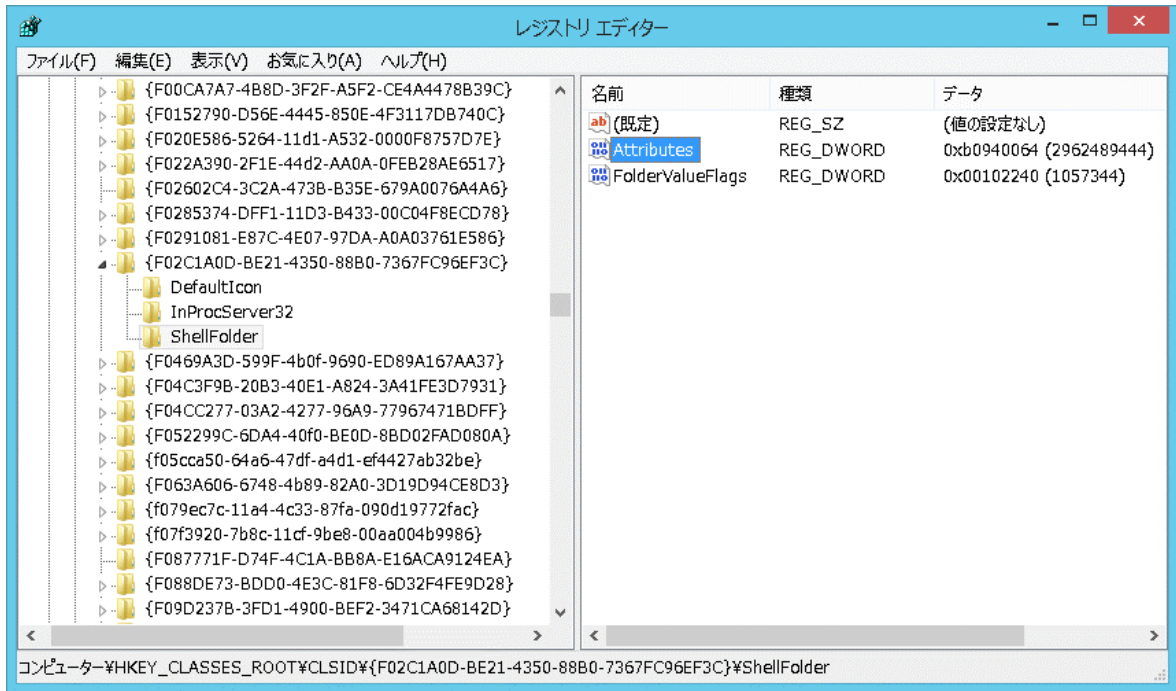 レジストリ エディター
ファイル(F) 編集(E) 表示(V) お気に入り(A) ヘルプ(H)
{F00CA7A7-4B8D-3F2F-A5F2-CE4A4478B39C}
{F0152790-D56E-4445-850E-4F3117DB740C}
{F020E586-5264-11d1-A532-0000F8757D7E}
{F022A390-2F1E-44d2-AA0A-0FEB28AE6517}
{F02602C4-3C2A-473B-B35E-679A0076A4A6}
{F0285374-DFF1-11D3-B433-00C04F8ECD78}
{F0291081-E87C-4E07-97DA-A0A03761E586}
{F02C1A0D-BE21-4350-88B0-7367FC96EF3C}
DefaultIcon
InProcServer32
ShellFolder
{F0469A3D-599F-4b0f-9690-ED89A167AA37}
{F04C3F9B-20B3-40E1-A824-3A41FE3D7931}
{F04CC277-03A2-4277-96A9-77967471BDFF}
{F052299C-6DA4-40f0-BE0D-8BD02FAD080A}
{f05cca50-64a6-47df-a4d1-ef4427ab32be}
{F063A606-6748-4b89-82A0-3D19D94CE8D3}
{f079ec7c-11a4-4c33-87fa-090d19772fac}
{f07f3920-7b8c-11cf-9be8-00aa004b9986}
{F087771F-D74F-4C1A-BB8A-E16ACA9124EA}
{F088DE73-BDD0-4E3C-81F8-6D32F4FE9D28}
{F09D237B-3FD1-4900-BEF2-3471CA68142D}
名前 種類 データ
(既定) REG_SZ (値の設定なし)
Attributes REG_DWORD 0xb0940064 (2962489444)
FolderValueFlags REG_DWORD 0x00102240 (1057344)
コンピューター¥HKEY_CLASSES_ROOT¥CLSID¥{F02C1A0D-BE21-4350-88B0-7367FC96EF3C}¥ShellFolder